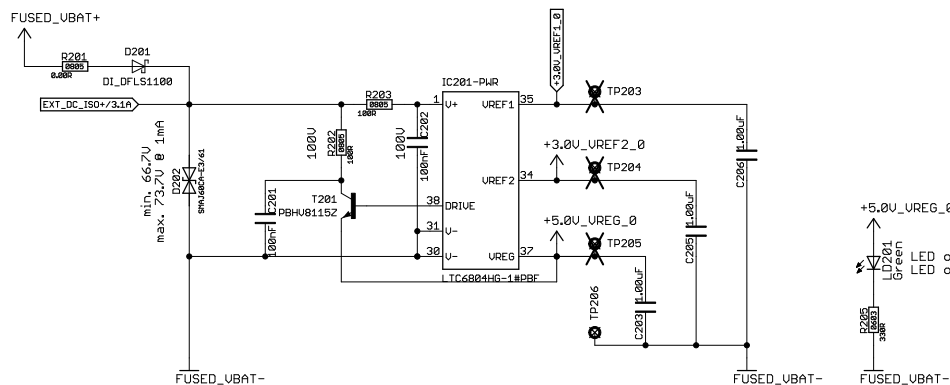 FUSED_VBAT+
R201
0805
0.00R
D201
DI_DFLS1100
EXT_DC_ISO+/3.1A
min. 66.7V
max. 73.7V @ 1mA
D202
SMAJ60CA-E3/61
C201
100nF
100V
R202
0805
100R
R203
0805
100R
T201
PBHV8115Z
100V
C202
100nF
IC201-PWR
1
V+
38
DRIVE
31
V-
30
V-
VREF1
35
VREF2
34
VREG
37
LTC6804HG-1#PBF
+3.0V_VREF1_0
TP203
+3.0V_VREF2_0
TP204
+5.0V_VREG_0
TP205
TP206
C203
1.00uF
C205
1.00uF
C206
1.00uF
FUSED_VBAT-
FUSED_VBAT-
+5.0V_VREG_0
LD201
Green
LED o
LED o
R205
0603
330R
FUSED_VBAT-